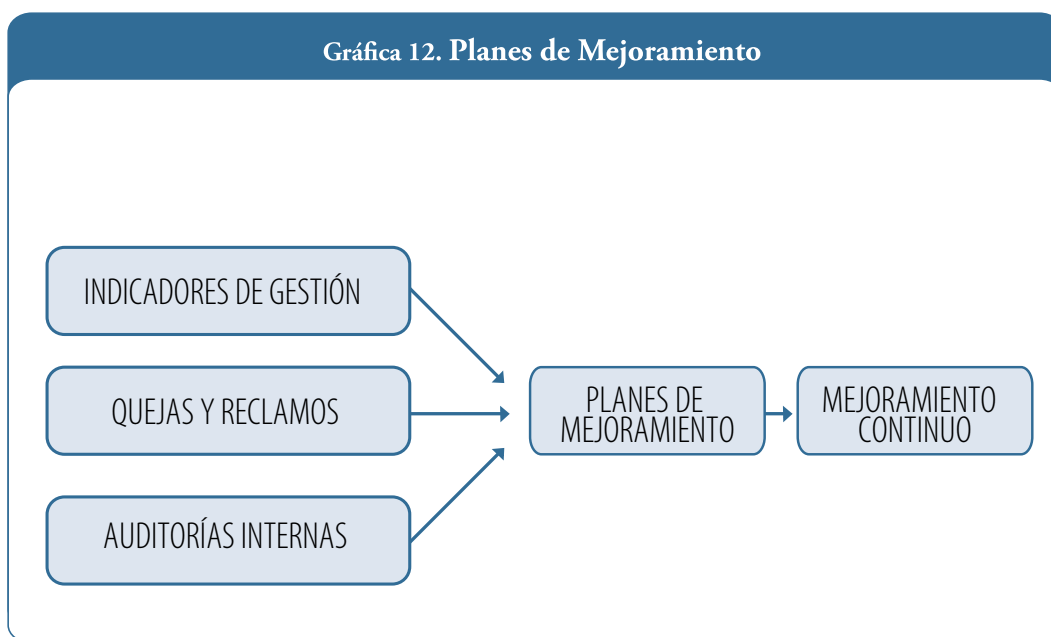 Gráfica 12. Planes de Mejoramiento
INDICADORES DE GESTIÓN
QUEJAS Y RECLAMOS
AUDITORÍAS INTERNAS
PLANES DE
MEJORAMIENTO
MEJORAMIENTO
CONTINUO